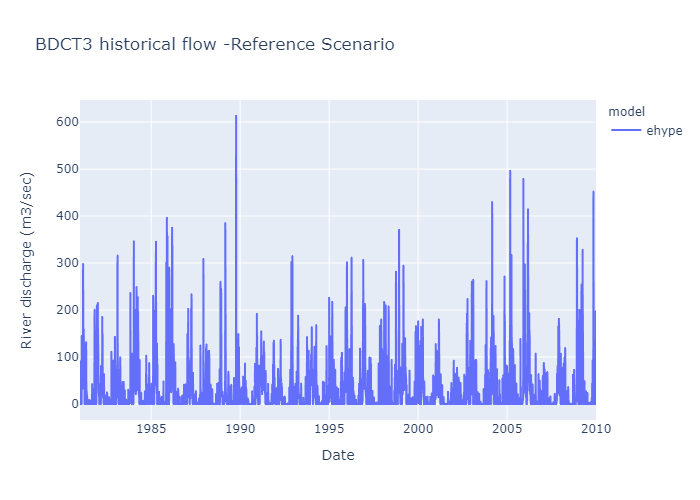 BDCT3 historical flow -Reference Scenario
model
ehype
River discharge (m3/sec)
600
500
400
300
200
100
0
1985
1990
1995
2000
2005
2010
Date